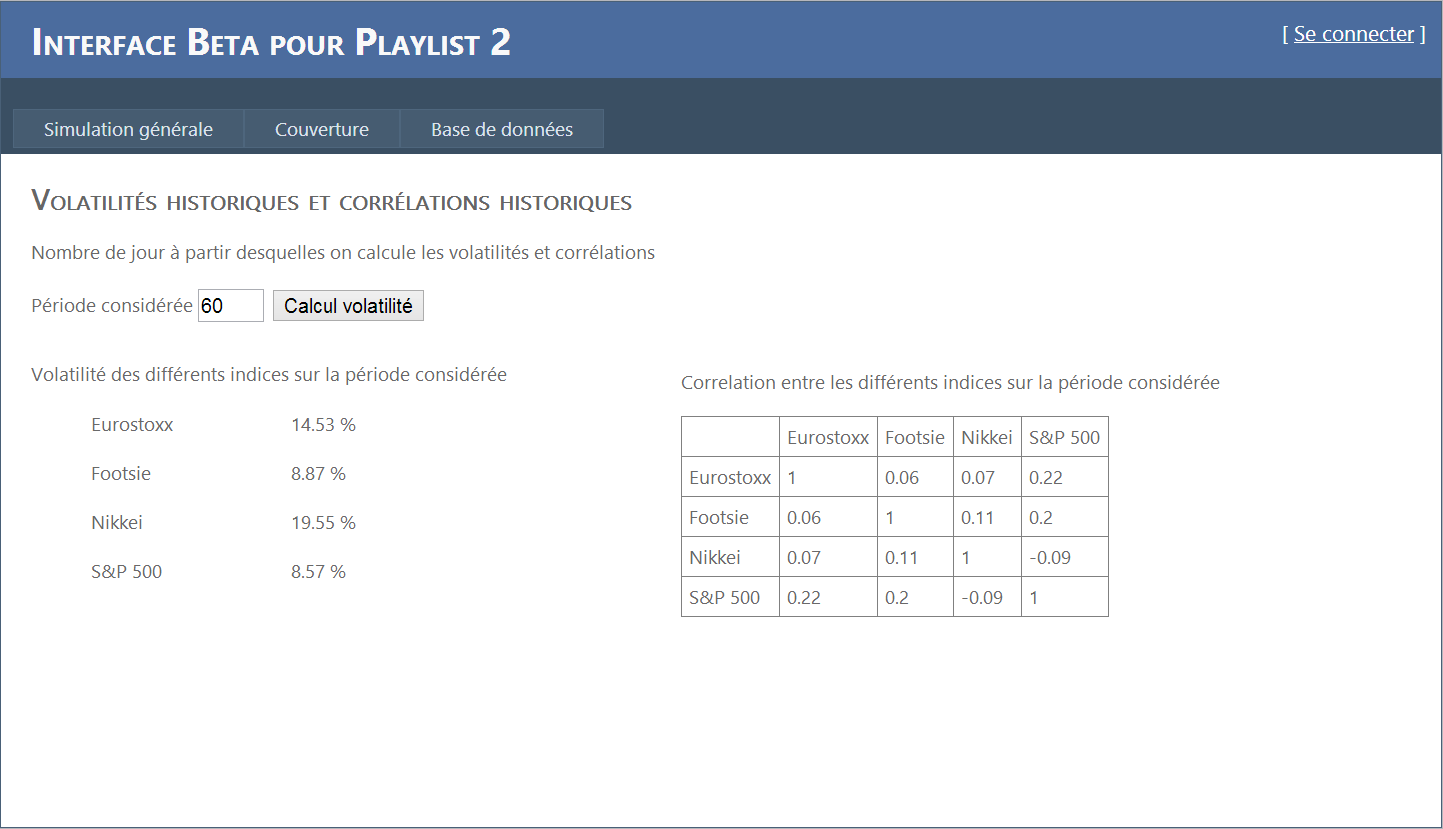 Interface Beta pour Playlist 2
[ Se connecter ]
Simulation générale Couverture Base de données
Volatilités historiques et corrélations historiques
Nombre de jour à partir desquelles on calcule les volatilités et corrélations
Période considérée 60 Calcul volatilité
Volatilité des différents indices sur la période considérée
Eurostoxx 14.53 %
Footsie 8.87 %
Nikkei 19.55 %
S&P 500 8.57 %
Correlation entre les différents indices sur la période considérée
Eurostoxx Footsie Nikkei S&P 500
Eurostoxx 1 0.06 0.07 0.22
Footsie 0.06 1 0.11 0.2
Nikkei 0.07 0.11 1 -0.09
S&P 500 0.22 0.2 -0.09 1